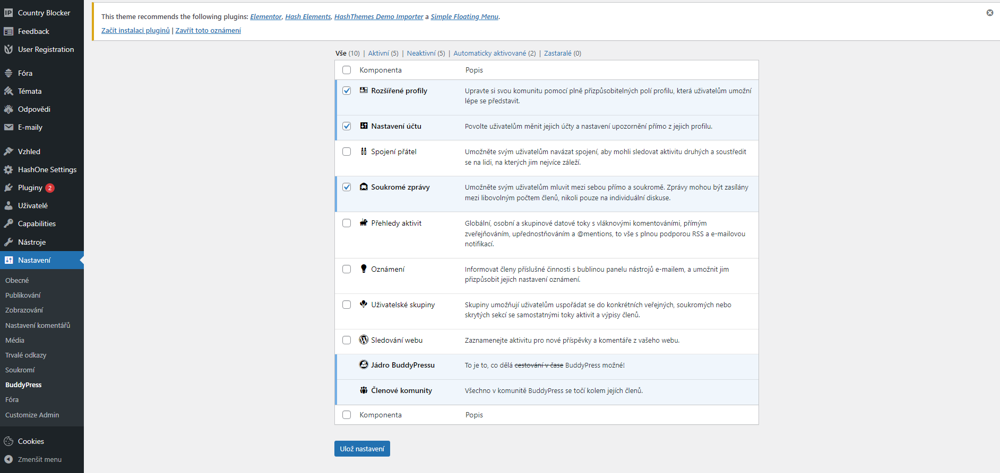 Country Blocker
Feedback
User Registration
Fóra
Témata
Odpovědi
E-maily
Vzhled
HashOne Settings
Pluginy 2
Uživatelé
Capabilities
Nástroje
Nastavení
Obecné
Publikování
Zobrazování
Nastavení komentářů
Média
Trvalé odkazy
Soukromí
BuddyPress
Fóra
Customize Admin
Cookies
Zmenšit menu
This theme recommends the following plugins: Elementor, Hash Elements, HashThemes Demo Importer a Simple Floating Menu.
Začít instalaci pluginů | Zavřít toto oznámení
Vše (10) | Aktivní (5) | Neaktivní (5) | Automaticky aktivované (2) | Zastaralé (0)
Komponenta Popis
Rozšířené profily Upravte si svou komunitu pomocí plně přizpůsobitelných polí profilu, která uživatelům umožní
lépe se představit.
Nastavení účtu Povolte uživatelům měnit jejich účty a nastavení upozornění přímo z jejich profilu.
Spojení přátel Umožněte svým uživatelům navázat spojení, aby mohli sledovat aktivitu druhých a soustředit
se na lidi, na kterých jim nejvíce záleží.
Soukromé zprávy Umožněte svým uživatelům mluvit mezi sebou přímo a soukromě. Zprávy mohou být zasílány
mezi libovolným počtem členů, nikoli pouze na individuální diskuse.
Přehledy aktivit Globální, osobní a skupinové datové toky s vláknovými komentováními, přímým
zveřejňováním, upřednostňováním a @mentions, to vše s plnou podporou RSS a e-mailovou
notifikací.
Oznámení Informovat členy příslušné činnosti s bublinou panelu nástrojů e-mailem, a umožnit jim
přizpůsobit jejich nastavení oznámení.
Uživatelské skupiny Skupiny umožňují uživatelům uspořádat se do konkrétních veřejných, soukromých nebo
skrytých sekcí se samostatnými toky aktivit a výpisy členů.
Sledování webu Zaznamenejte aktivitu pro nové příspěvky a komentáře z vašeho webu.
Jádro BuddyPressu To je to, co dělá cestování v čase BuddyPress možné!
Členové komunity Všechno v komunitě BuddyPress se točí kolem jejích členů.
Komponenta Popis
Ulož nastavení